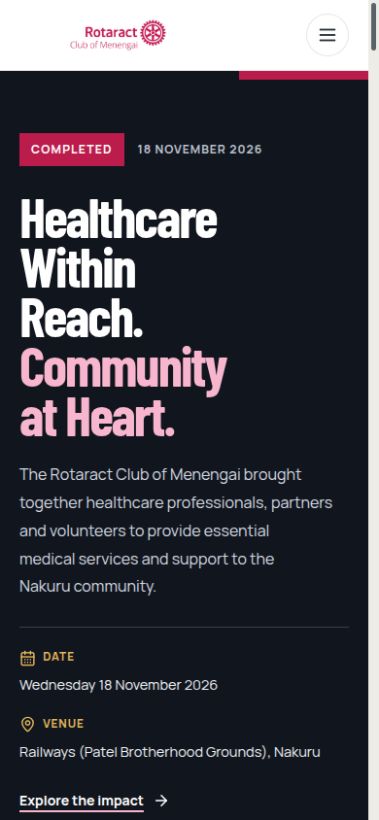 Rotaract
Club of Menengai
COMPLETED 18 NOVEMBER 2026
Healthcare
Within
Reach.
Community
at Heart.
The Rotaract Club of Menengai brought
together healthcare professionals, partners
and volunteers to provide essential
medical services and support to the
Nakuru community.
DATE
Wednesday 18 November 2026
VENUE
Railways (Patel Brotherhood Grounds), Nakuru
Explore the impact →